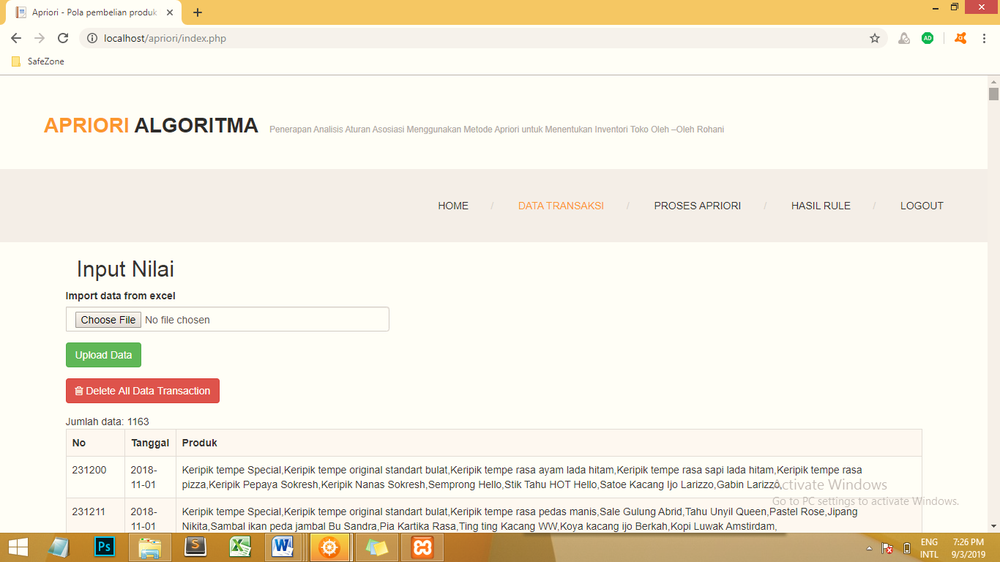 Apriori - Pola pembelian produk
localhost/apriori/index.php
AD
SafeZone
APRIORI ALGORITMA Penerapan Analisis Aturan Asosiasi Menggunakan Metode Apriori untuk Menentukan Inventori Toko Oleh –Oleh Rohani
HOME / DATA TRANSAKSI / PROSES APRIORI / HASIL RULE / LOGOUT
Input Nilai
Import data from excel
Choose File No file chosen
Upload Data
Delete All Data Transaction
Jumlah data: 1163
No Tanggal Produk
231200 2018- Keripik tempe Special,Keripik tempe original standart bulat,Keripik tempe rasa ayam lada hitam,Keripik tempe rasa sapi lada hitam,Keripik tempe rasa
11-01 pizza,Keripik Pepaya Sokresh,Keripik Nanas Sokresh,Semprong Hello,Stik Tahu HOT Hello,Satoe Kacang Ijo Larizzo,Gabin Larizzo,
Activate Windows
Go to PC settings to activate Windows.
231211 2018- Keripik tempe Special,Keripik tempe original standart bulat,Keripik tempe rasa pedas manis,Sale Gulung Abrid,Tahu Unyil Queen,Pastel Rose,Jipang
11-01 Nikita,Sambal ikan peda jambal Bu Sandra,Pia Kartika Rasa,Ting ting Kacang WW,Koya kacang ijo Berkah,Kopi Luwak Amstirdam,
Ps
S
X
W
ENG 7:26 PM
INTL 9/3/2019